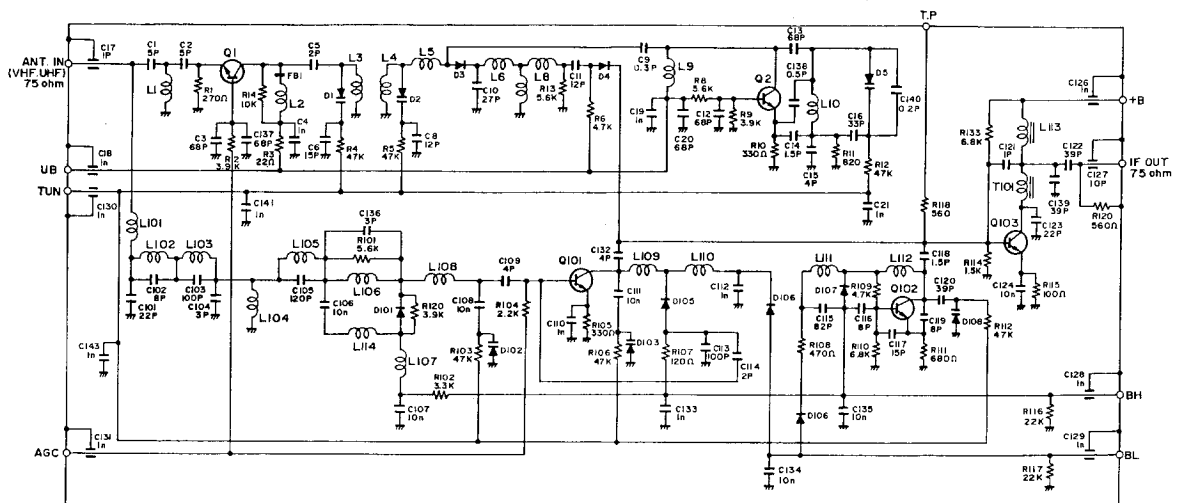 T.P
C17 1P
C1 5P
C2 5P
Q1
C5 2P
L3
L4
L5
C9 0.3P
L9
C13 68P
ANT. IN
(VHF.UHF)
75 ohm
L1
R1 270Ω
R14 10K
FB1
L2
D1
D2
D3
L6
L8
C10 27P
R13 5.6K
C11 12P
D4
R8 5.6K
Q2
C138 0.5P
L10
D5
C140 0.2P
C126 1n
+B
C3 68P
R2 3.9K
C137 68P
R3 22Ω
C4 1n
C6 15P
R4 47K
R5 47K
C8 12P
R6 4.7K
C19 1n
C20 68P
C12 68P
R9 3.9K
R10 330Ω
C14 1.5P
C15 4P
R11 820
C16 33P
R12 47K
R133 6.8K
L113
C121 1P
C122 39P
C127 10P
IF OUT
75 ohm
C18 1n
UB
TUN
C130 1n
C141 1n
C21 1n
R118 56Ω
T101
C139 39P
R120 560Ω
Q103
C123 22P
L101
L102
L103
L105
C136 3P
R101 5.6K
C102 8P
C103 100P
C105 120P
L106
L108
C109 4P
Q101
C132 4P
L109
L110
L111
L112
C118 1.5P
R114 1.5K
C124 10n
R115 100Ω
C101 22P
C104 3P
L104
C106 10n
D101
R120 3.9K
C108 10n
R104 2.2K
C111 10n
D105
C112 1n
D106
D107
R109 4.7K
Q102
C120 39P
C143 1n
L114
L107
R103 47K
D102
C110 1n
R105 330Ω
R106 47K
D103
R107 120Ω
C113 100P
C114 2P
C115 82P
R108 470Ω
C116 8P
R110 6.8K
C117 15P
C119 8P
R111 680Ω
D108
R112 47K
R102 3.3K
C107 10n
C133 1n
D106
C135 10n
R116 22K
C128 1n
BH
C131 1n
AGC
C134 10n
R117 22K
C129 1n
BL